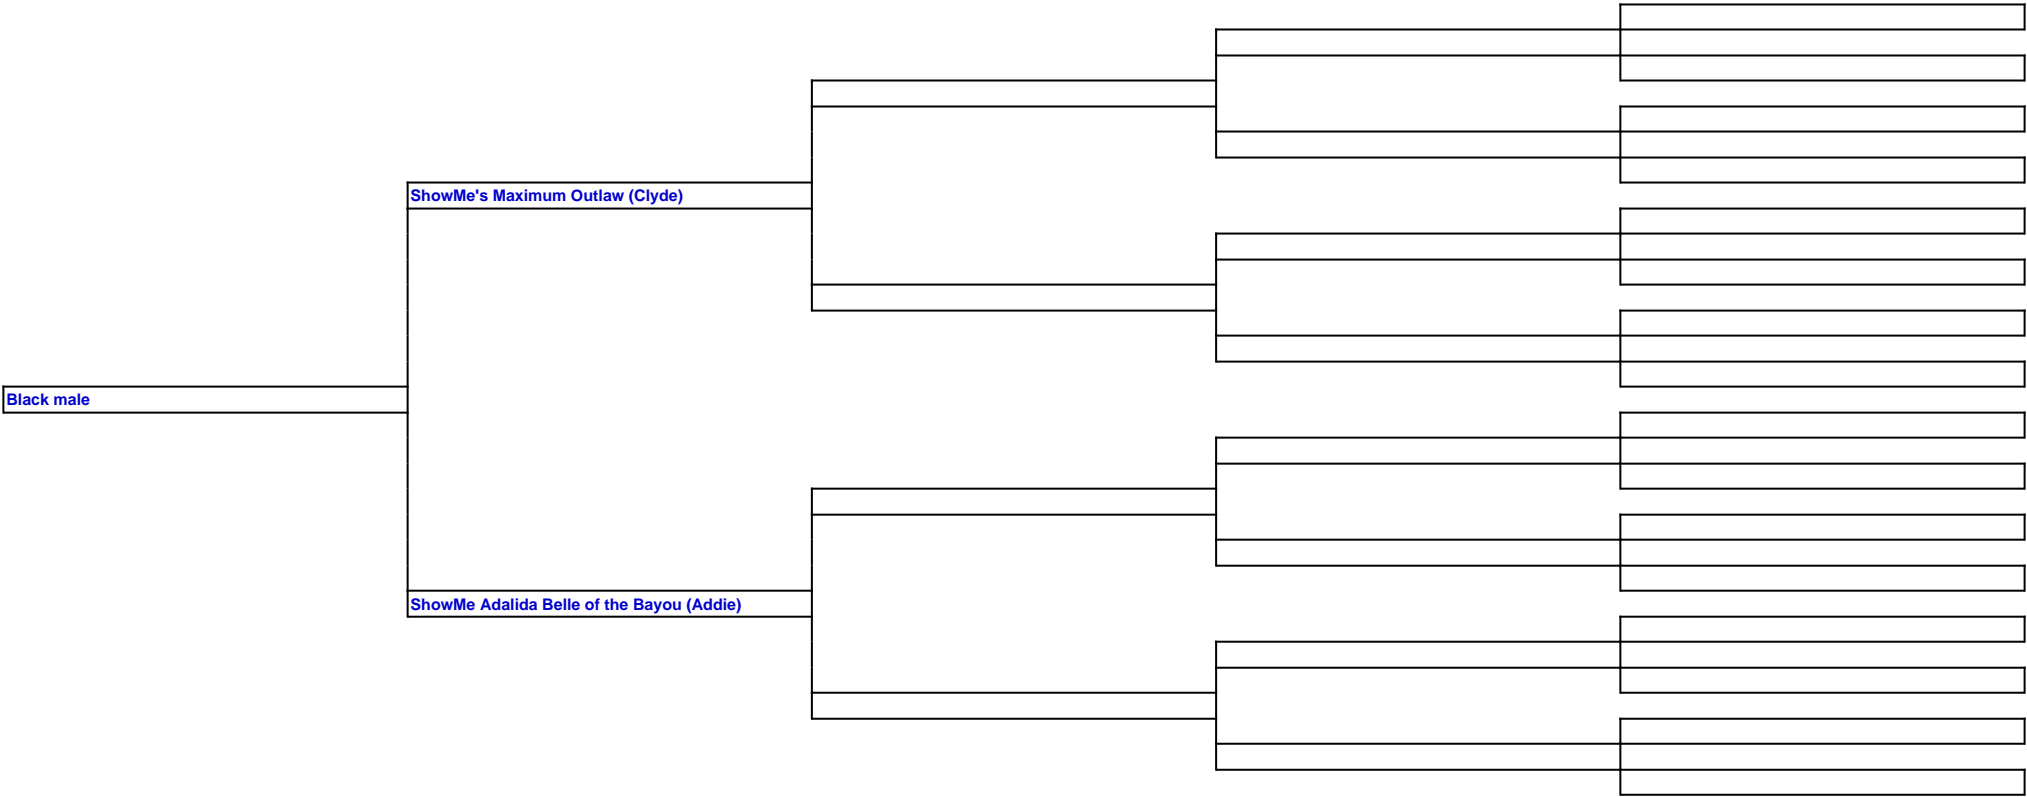 ShowMe's Maximum Outlaw (Clyde)
Black male
ShowMe Adalida Belle of the Bayou (Addie)